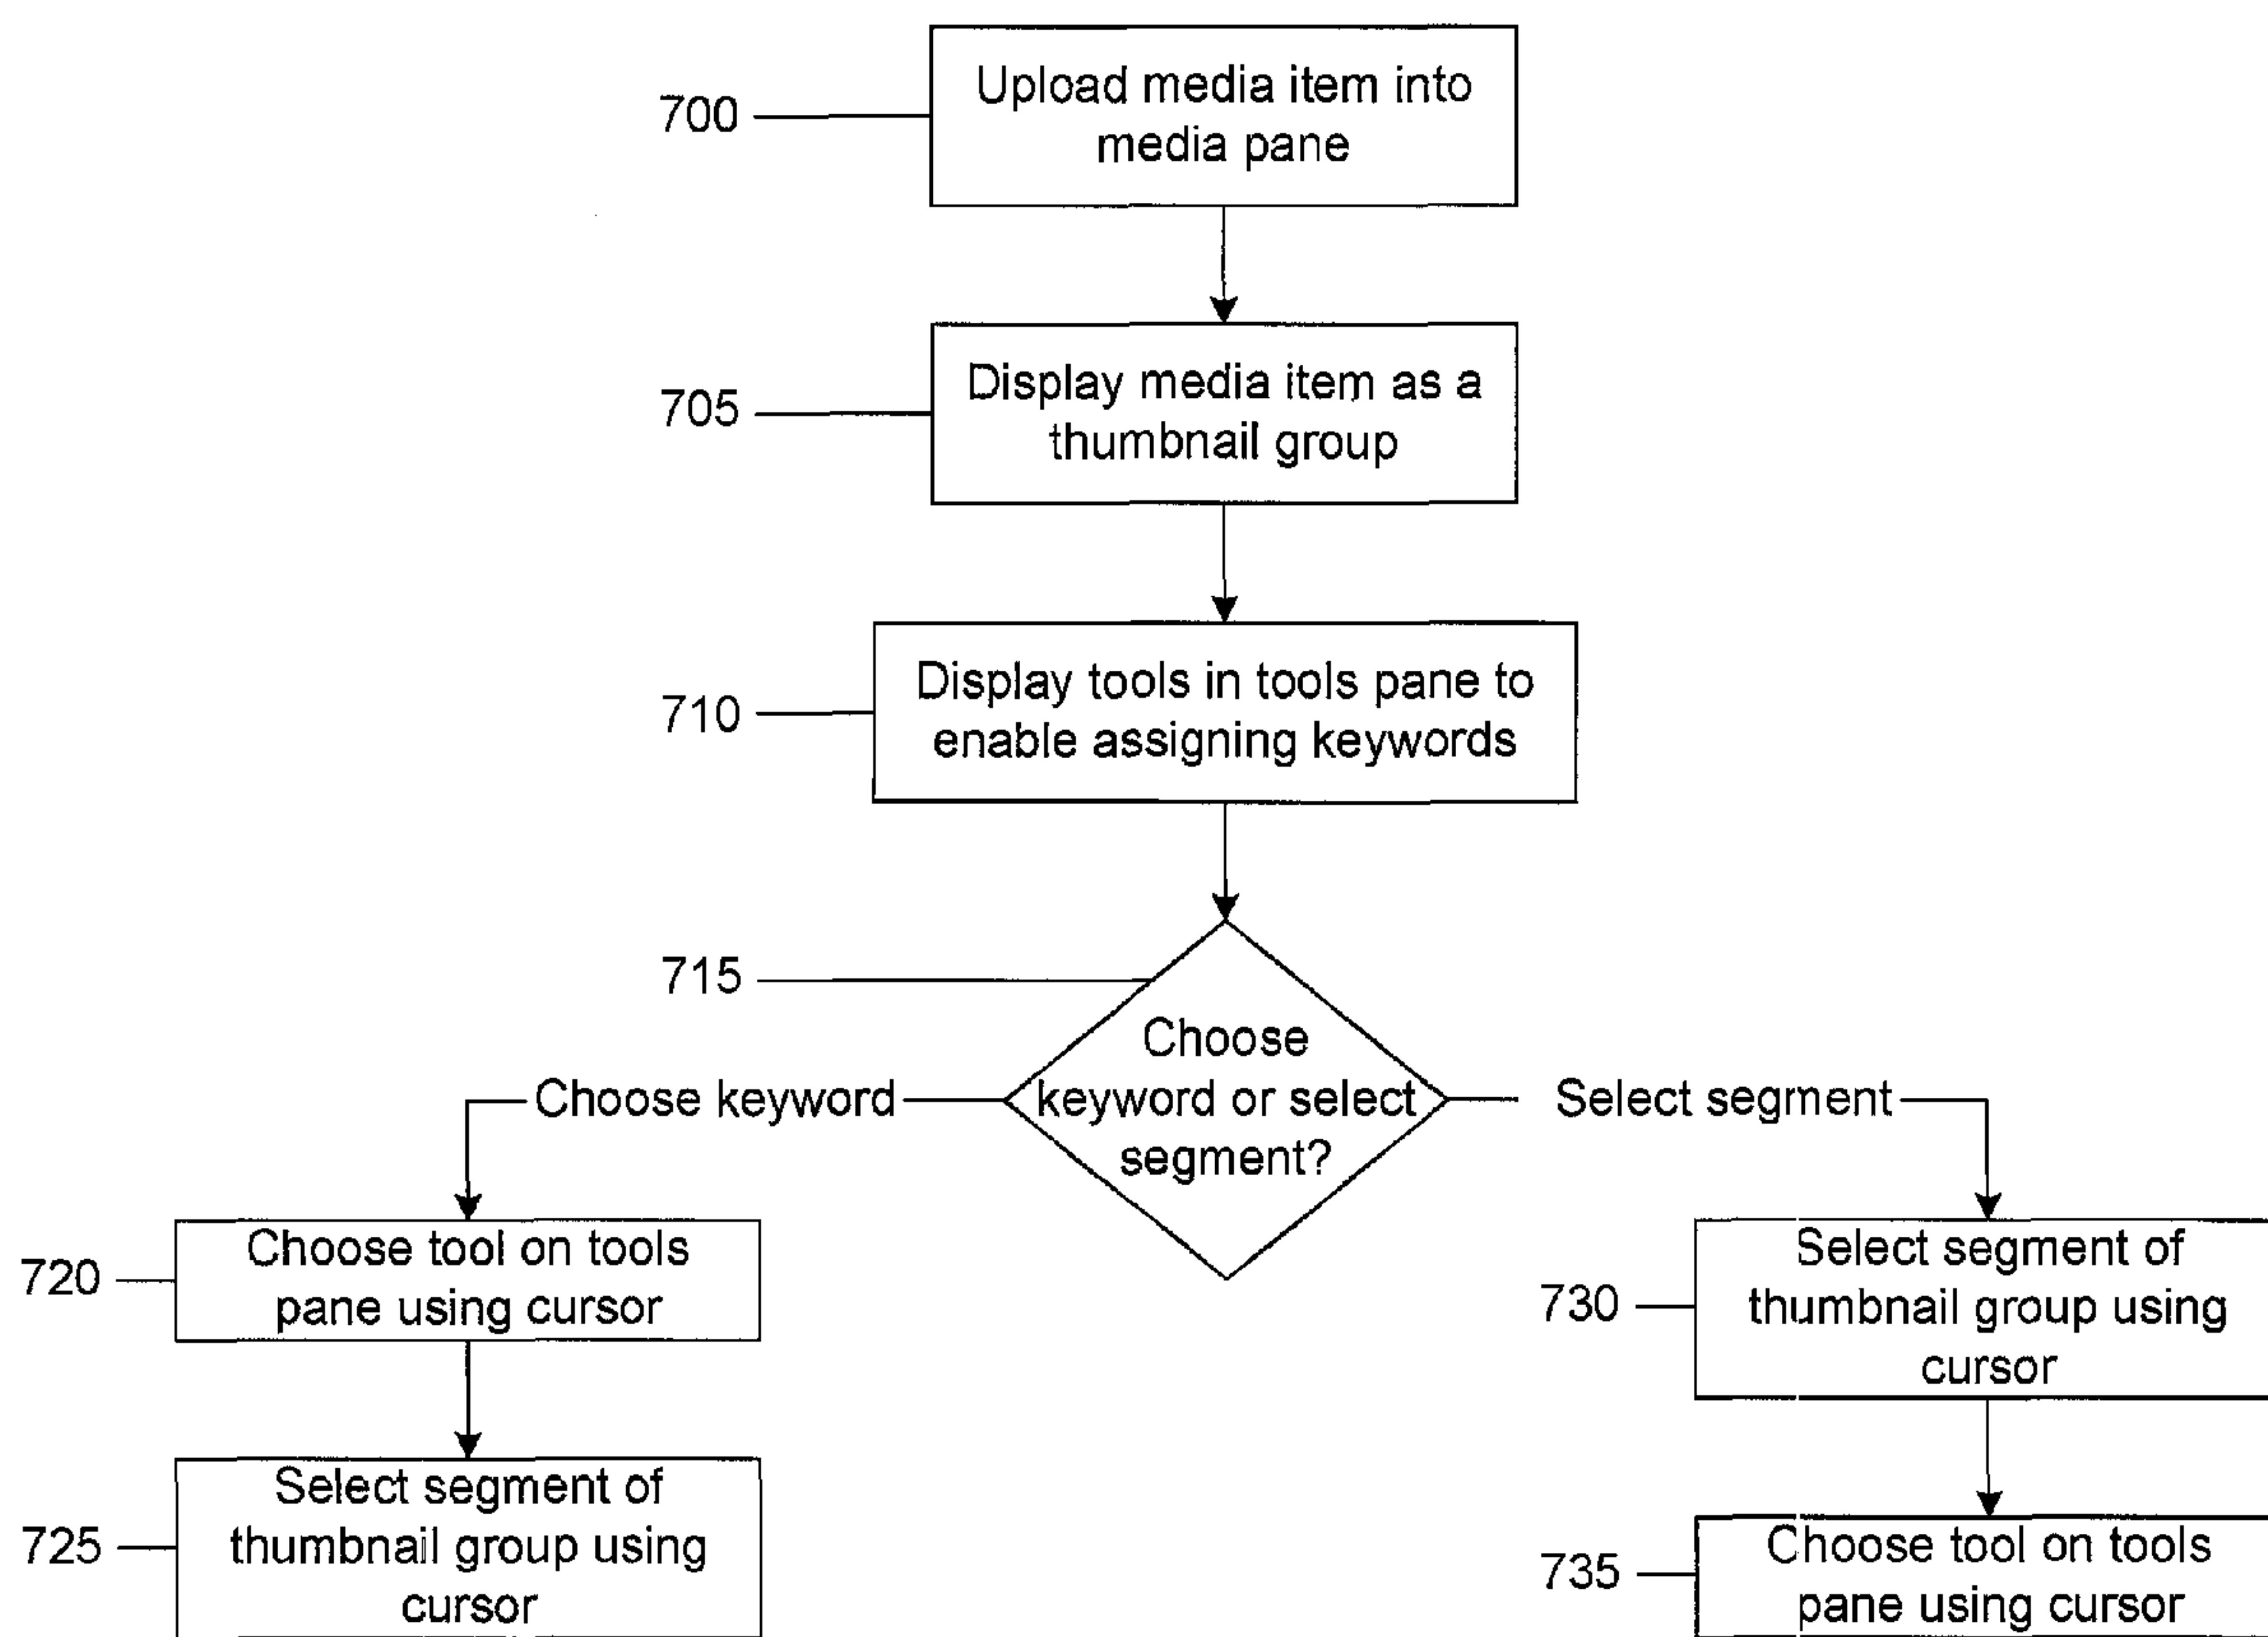 700
Upload media item into
media pane
705
Display media item as a
thumbnail group
710
Display tools in tools pane to
enable assigning keywords
715
Choose
keyword or select
segment?
Choose keyword
Select segment
720
Choose tool on tools
pane using cursor
725
Select segment of
thumbnail group using
cursor
730
Select segment of
thumbnail group using
cursor
735
Choose tool on tools
pane using cursor